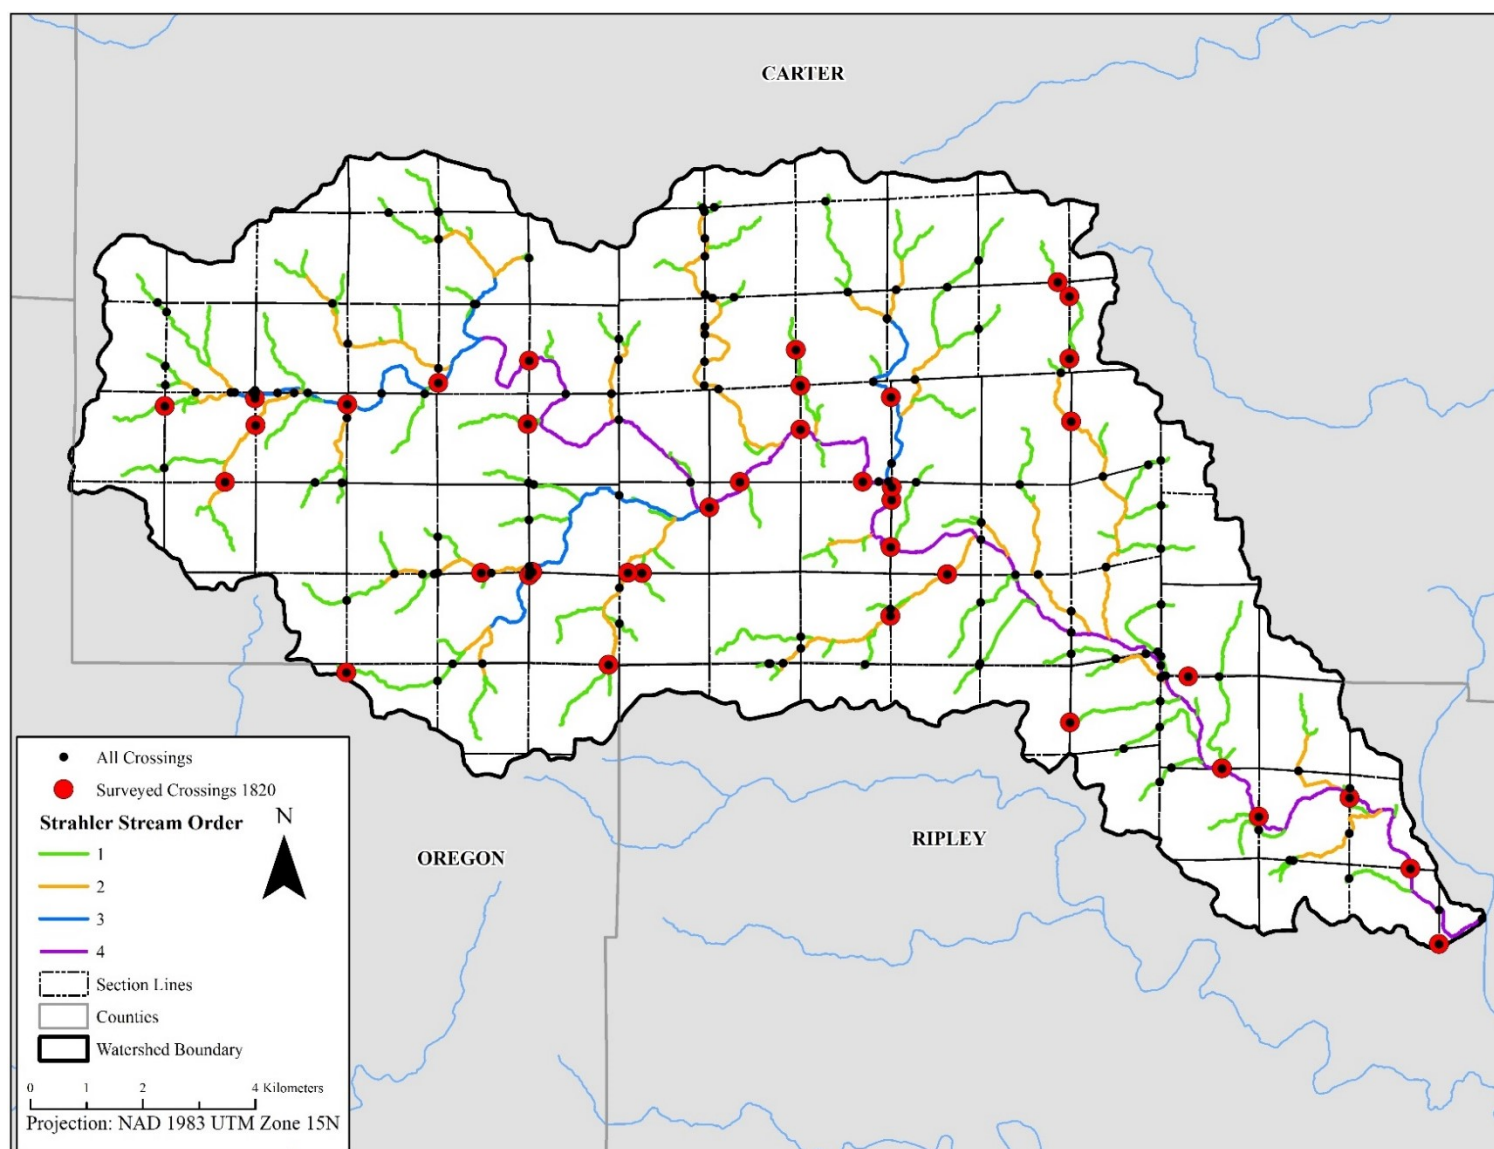 CARTER
All Crossings
Surveyed Crossings 1820
Strahler Stream Order
N
1
2
3
4
Section Lines
Counties
Watershed Boundary
0 1 2 4 Kilometers
Projection: NAD 1983 UTM Zone 15N
OREGON
RIPLEY